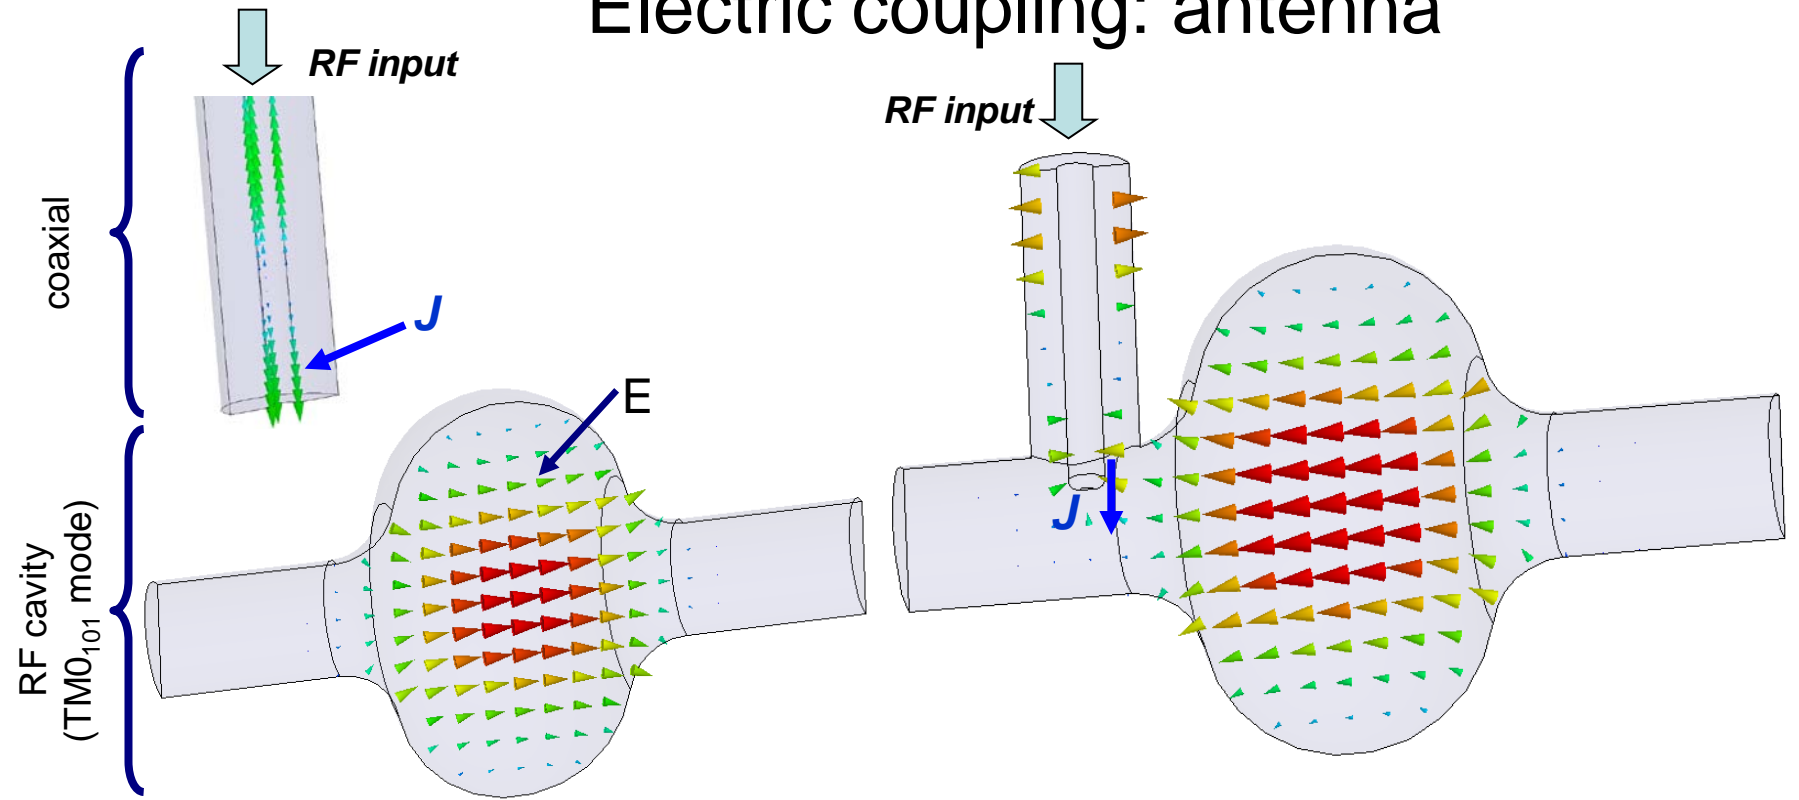 Electric coupling: antenna
RF input
RF input
coaxial
J
E
J
RF cavity
(TM0₁₀₁ mode)